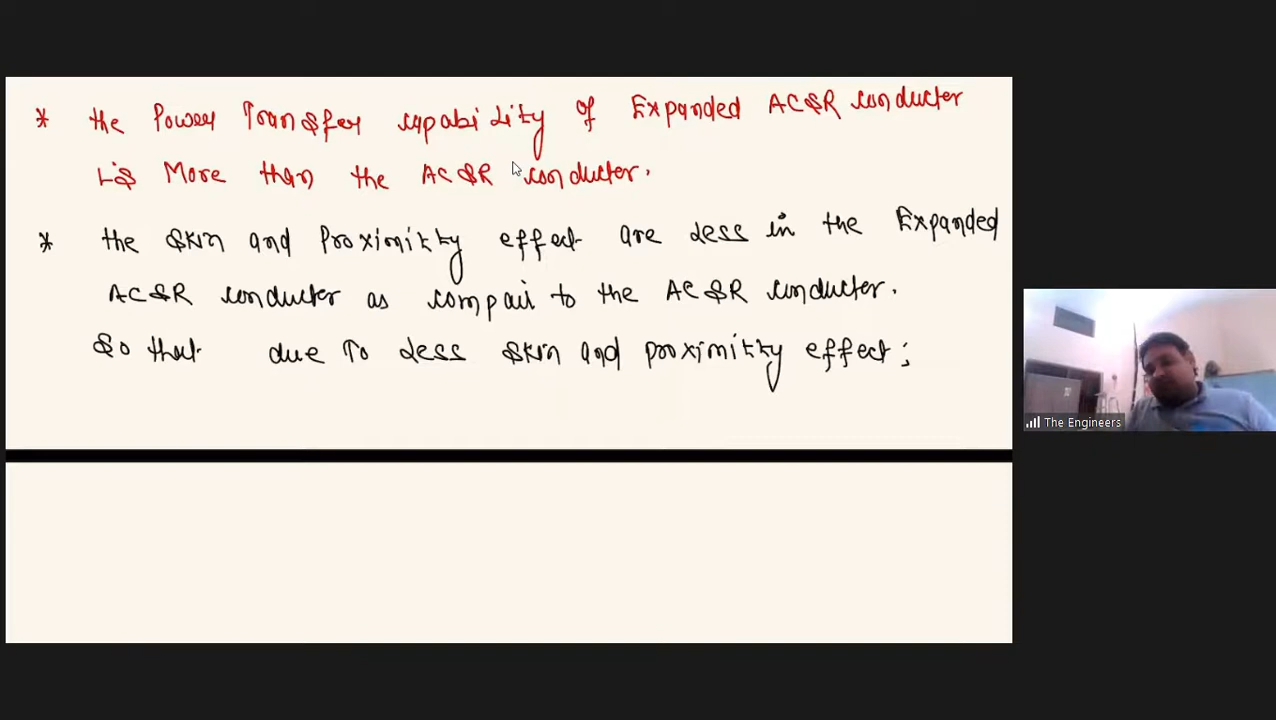 * the Power Transfer capability of Expanded ACSR conductor
is More than the ACSR conductor.
* the Skin and Proximity effect are Less in the Expanded
ACSR conductor as compair to the ACSR conductor.
So that due To Less Skin and proximity effect;
The Engineers